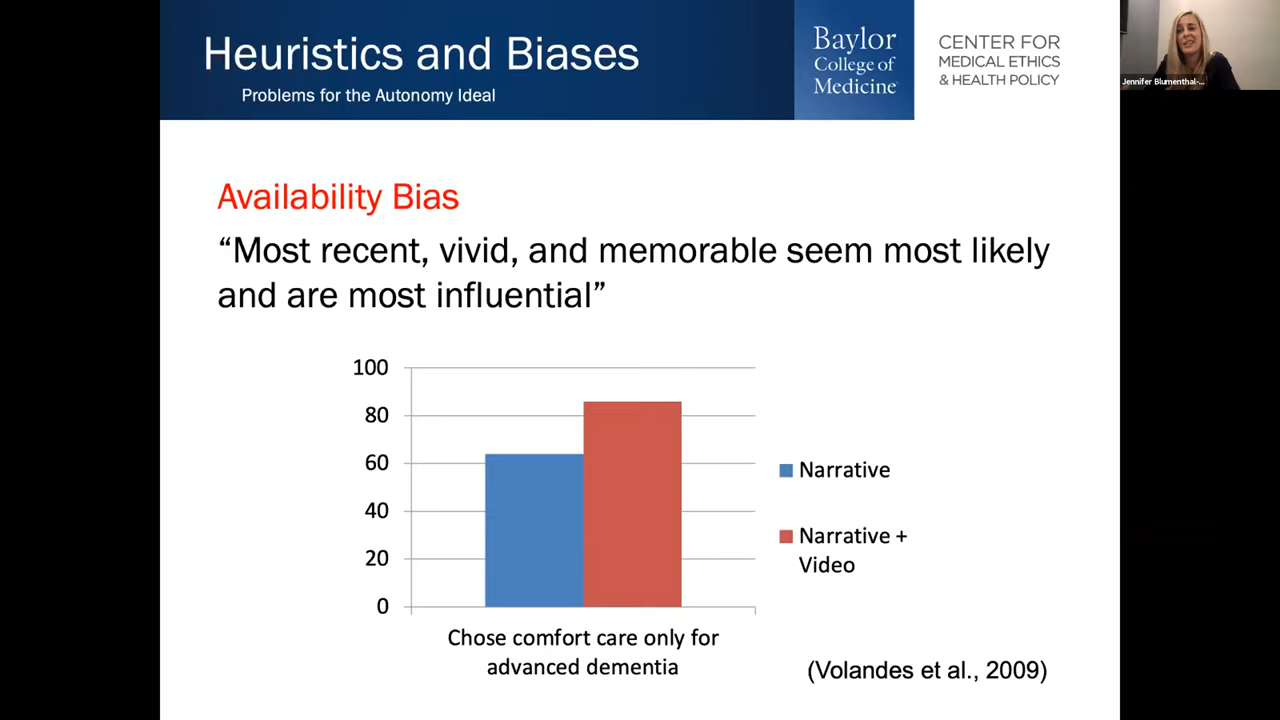 Heuristics and Biases
Problems for the Autonomy Ideal
Baylor
College of
Medicine
CENTER FOR
MEDICAL ETHICS
& HEALTH POLICY
Jennifer Blumenthal-...
Availability Bias
“Most recent, vivid, and memorable seem most likely
and are most influential”
100
80
60
40
20
0
Narrative
Narrative +
Video
Chose comfort care only for
advanced dementia
(Volandes et al., 2009)